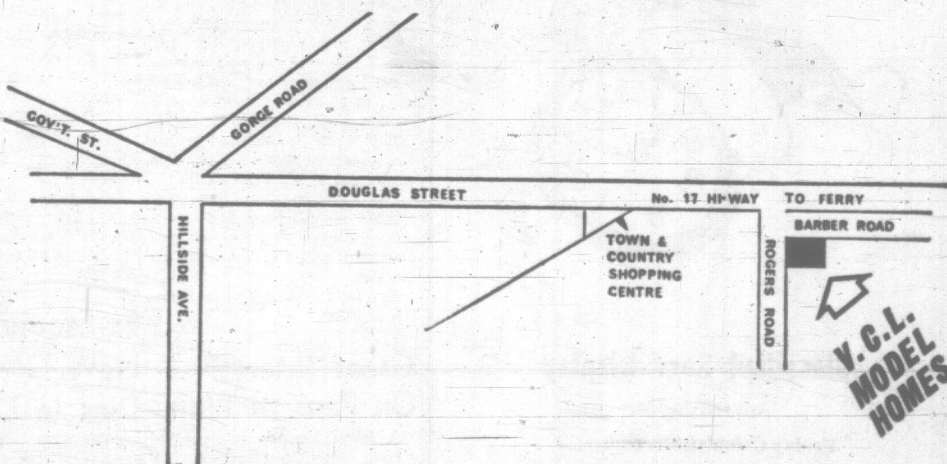 GOV'T. ST.
GORGE ROAD
DOUGLAS STREET
No. 17 HI-WAY
TO FERRY
BARBER ROAD
HILLSIDE AVE.
TOWN &
COUNTRY
SHOPPING
CENTRE
ROGERS ROAD
V.C.L.
MODEL
HOMES